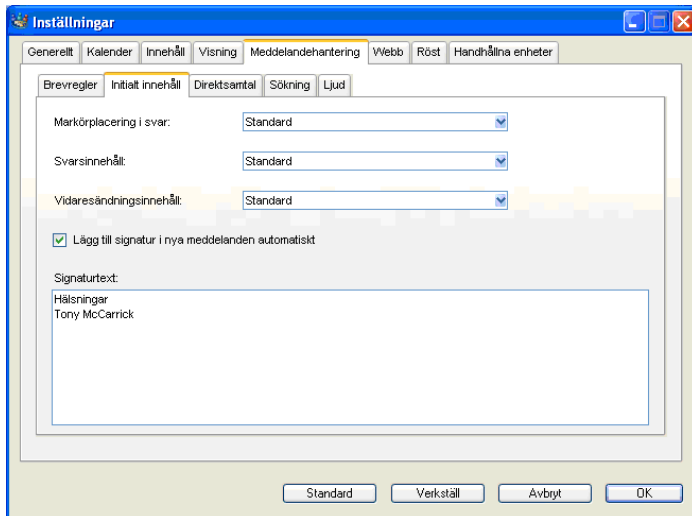 Inställningar
Generellt Kalender Innehåll Visning Meddelandehantering Webb Röst Handhållna enheter
Brevregler Initialt innehåll Direktsamtal Sökning Ljud
Markörplacering i svar: Standard
Svarsinnehåll: Standard
Vidaresändningsinnehåll: Standard
Lägg till signatur i nya meddelanden automatiskt
Signaturtext:
Hälsningar
Tony McCarrick
Standard Verkställ Avbryt OK